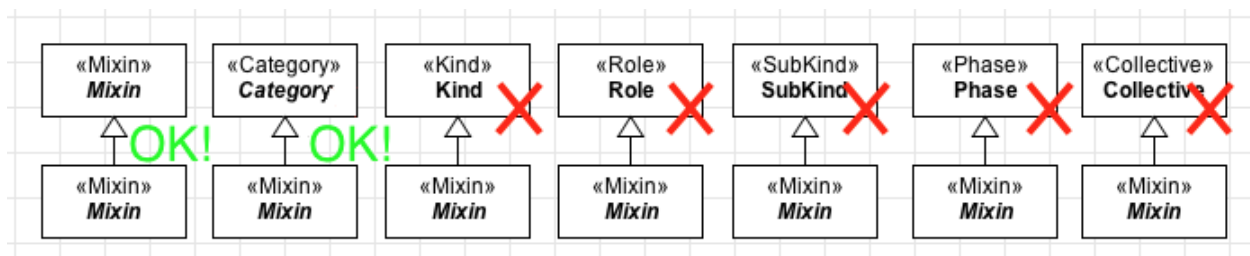 «Mixin» «Category» «Kind» «Role» «SubKind» «Phase» «Collective»
Mixin Category Kind Role SubKind Phase Collective
OK! OK!
«Mixin» «Mixin» «Mixin» «Mixin» «Mixin» «Mixin» «Mixin»
Mixin Mixin Mixin Mixin Mixin Mixin Mixin